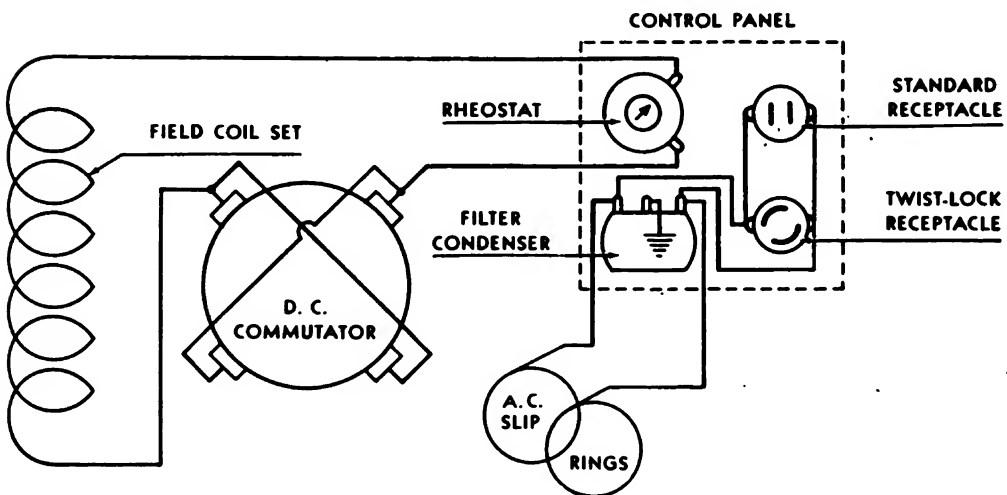 CONTROL PANEL
STANDARD
RECEPTACLE
RHEOSTAT
FIELD COIL SET
TWIST-LOCK
RECEPTACLE
FILTER
CONDENSER
D. C.
COMMUTATOR
A. C.
SLIP
RINGS